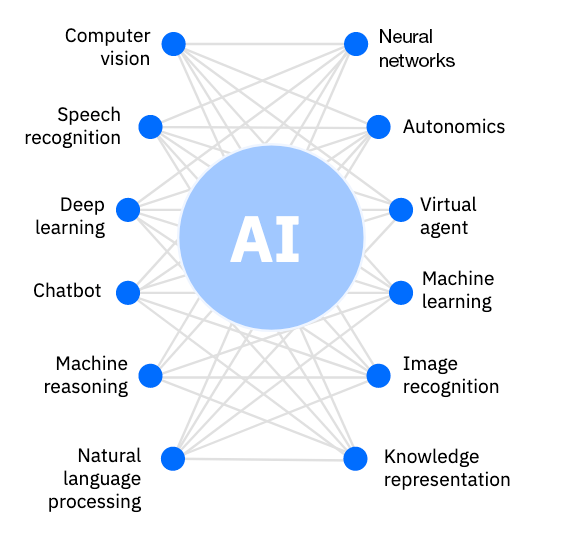 Computer
vision
Neural
networks
Speech
recognition
Autonomics
Deep
learning
Virtual
agent
AI
Chatbot
Machine
learning
Machine
reasoning
Image
recognition
Natural
language
processing
Knowledge
representation